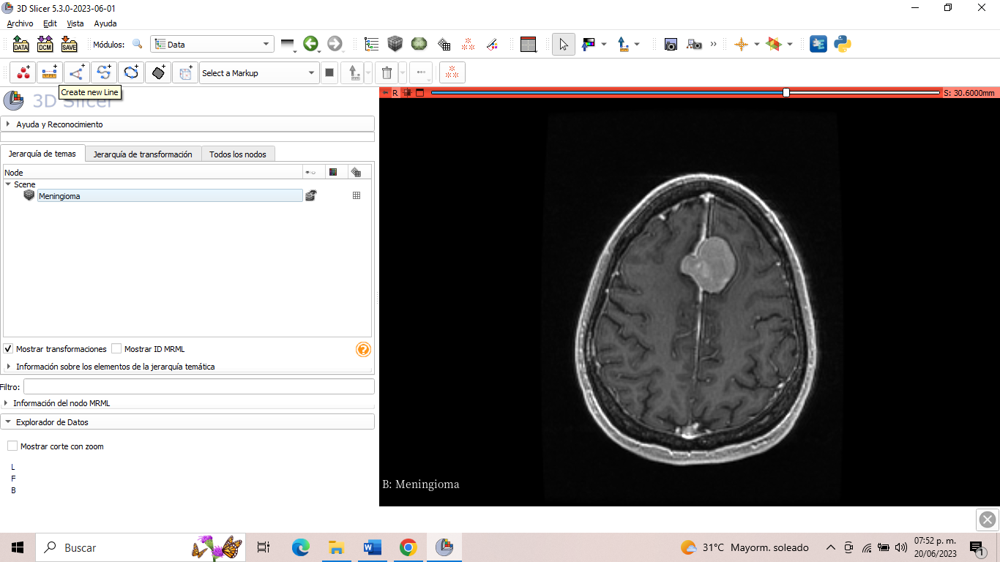 3D Slicer 5.3.0-2023-06-01
Archivo Edit Vista Ayuda
DATA DCM SAVE Módulos: Data
Select a Markup
Create new Line
3D Slicer
Ayuda y Reconocimiento
Jerarquía de temas Jerarquía de transformación Todos los nodos
Node
Scene
Meningioma
Mostrar transformaciones Mostrar ID MRML
Información sobre los elementos de la jerarquía temática
Filtro:
Información del nodo MRML
Explorador de Datos
Mostrar corte con zoom
L
F
B
R S: 30.6000mm
B: Meningioma
Buscar
31°C Mayorm. soleado
07:52 p. m.
20/06/2023
1